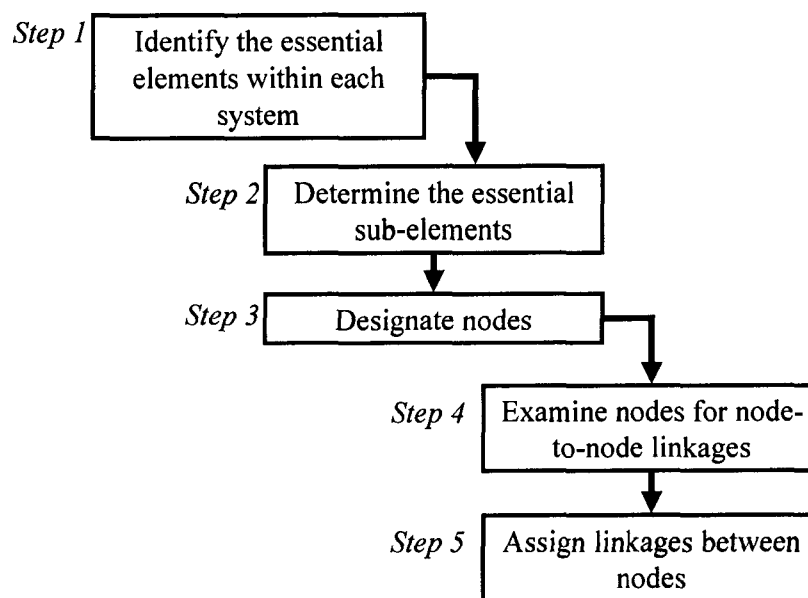 Step 1
Identify the essential
elements within each
system
Step 2
Determine the essential
sub-elements
Step 3
Designate nodes
Step 4
Examine nodes for node-
to-node linkages
Step 5
Assign linkages between
nodes